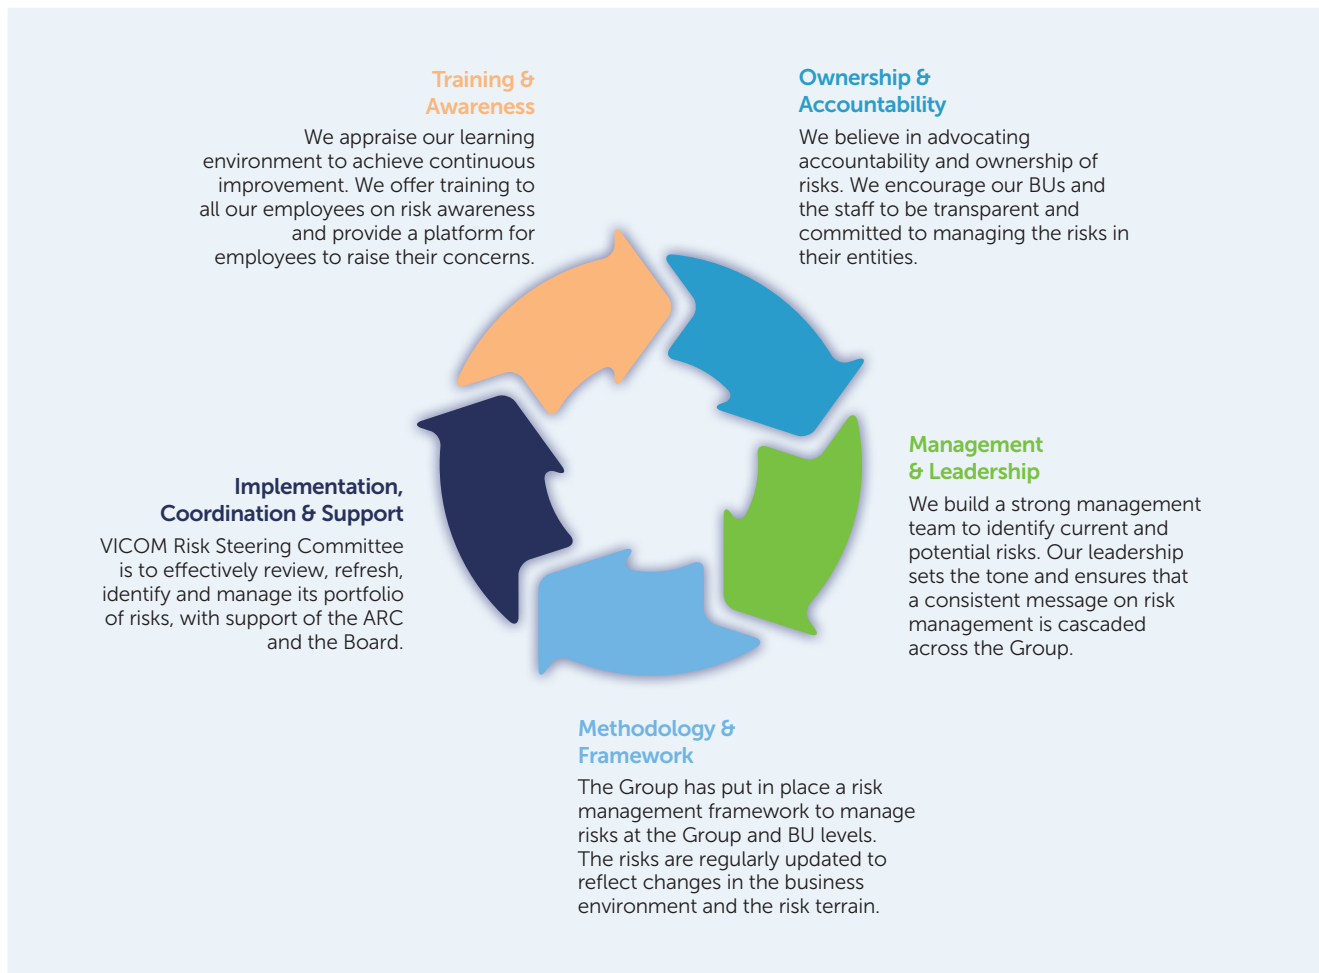 Training &
Awareness
We appraise our learning
environment to achieve continuous
improvement. We offer training to
all our employees on risk awareness
and provide a platform for
employees to raise their concerns.
Ownership &
Accountability
We believe in advocating
accountability and ownership of
risks. We encourage our BUs and
the staff to be transparent and
committed to managing the risks in
their entities.
Management
& Leadership
We build a strong management
team to identify current and
potential risks. Our leadership
sets the tone and ensures that
a consistent message on risk
management is cascaded
across the Group.
Implementation,
Coordination & Support
VICOM Risk Steering Committee
is to effectively review, refresh,
identify and manage its portfolio
of risks, with support of the ARC
and the Board.
Methodology &
Framework
The Group has put in place a risk
management framework to manage
risks at the Group and BU levels.
The risks are regularly updated to
reflect changes in the business
environment and the risk terrain.